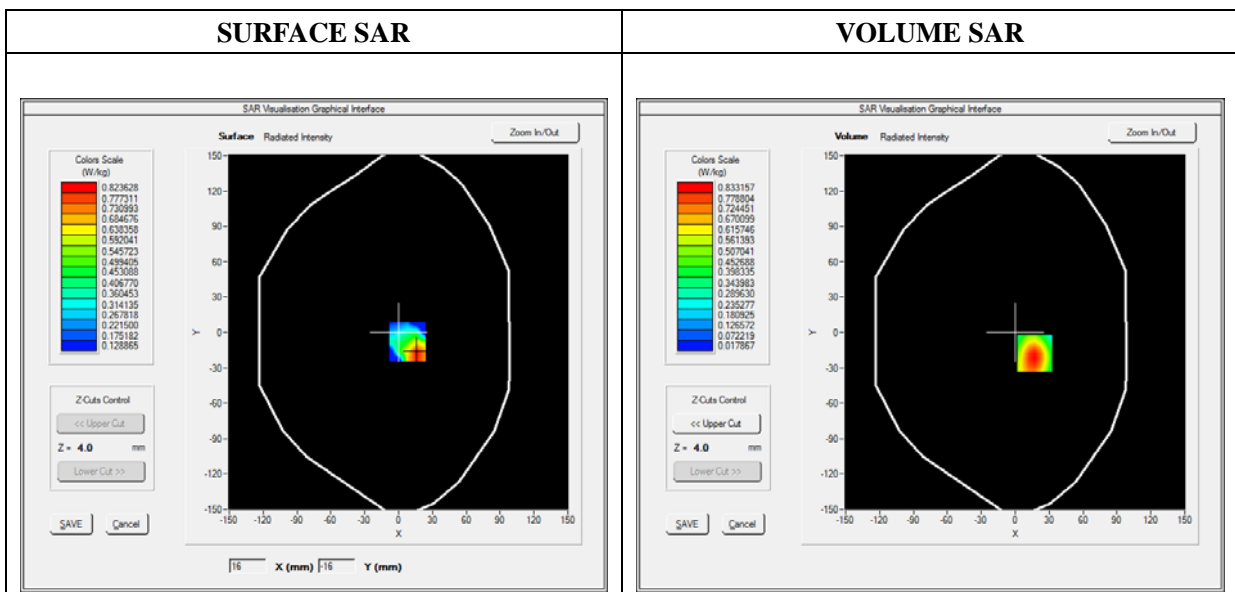 SURFACE SAR
VOLUME SAR
SAR Visualisation Graphical Interface
Surface Radiated Intensity
Zoom In/Out
Colors Scale
(W/kg)
0.823628
0.777311
0.730993
0.684676
0.638358
0.592041
0.545723
0.499405
0.453088
0.406770
0.360453
0.314135
0.267818
0.221500
0.175182
0.128865
150
120
90
60
30
0
-30
-60
-90
-120
-150
Y
-150 -120 -90 -60 -30 0 30 60 90 120 150
X
Z-Cuts Control
<< Upper Cut
Z = 4.0 mm
Lower Cut >>
SAVE Cancel
16 X (mm) -16 Y (mm)
SAR Visualisation Graphical Interface
Volume Radiated Intensity
Zoom In/Out
Colors Scale
(W/kg)
0.833157
0.778804
0.724451
0.670099
0.615746
0.561393
0.507041
0.452688
0.398335
0.343983
0.289630
0.235277
0.180925
0.126572
0.072219
0.017867
150
120
90
60
30
0
-30
-60
-90
-120
-150
Y
-150 -120 -90 -60 -30 0 30 60 90 120 150
X
Z-Cuts Control
<< Upper Cut
Z = 4.0 mm
Lower Cut >>
SAVE Cancel